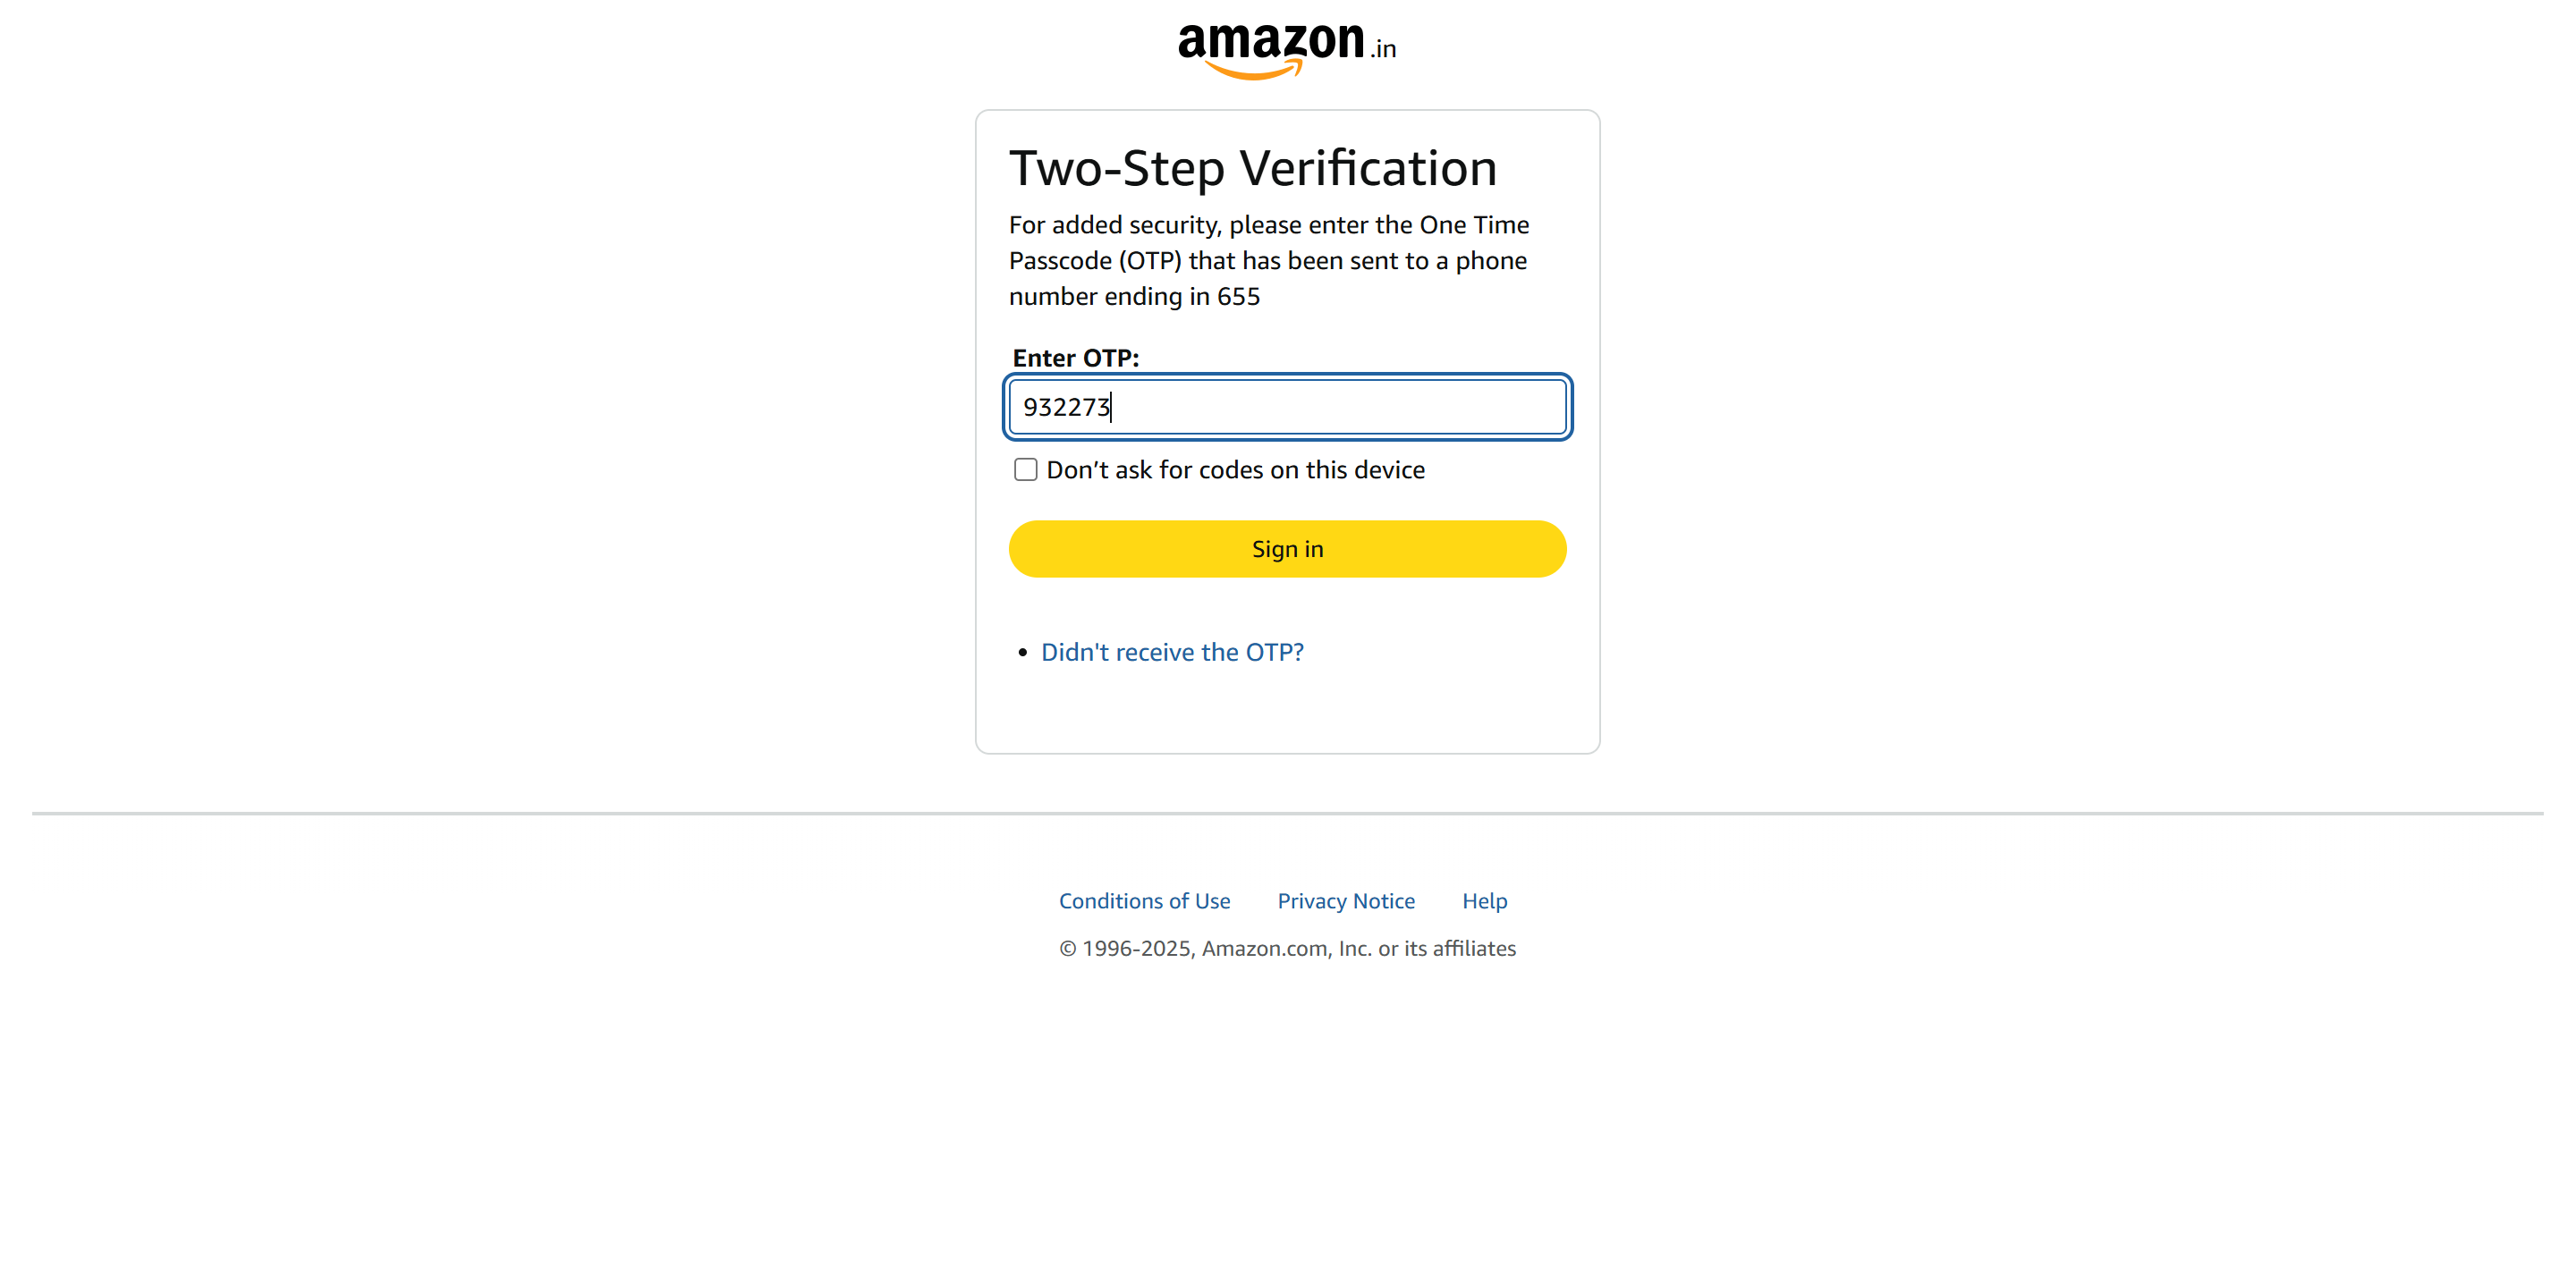 amazon.in
Two-Step Verification
For added security, please enter the One Time
Passcode (OTP) that has been sent to a phone
number ending in 655
Enter OTP:
932273
Don’t ask for codes on this device
Sign in
• Didn't receive the OTP?
Conditions of Use Privacy Notice Help
© 1996-2025, Amazon.com, Inc. or its affiliates